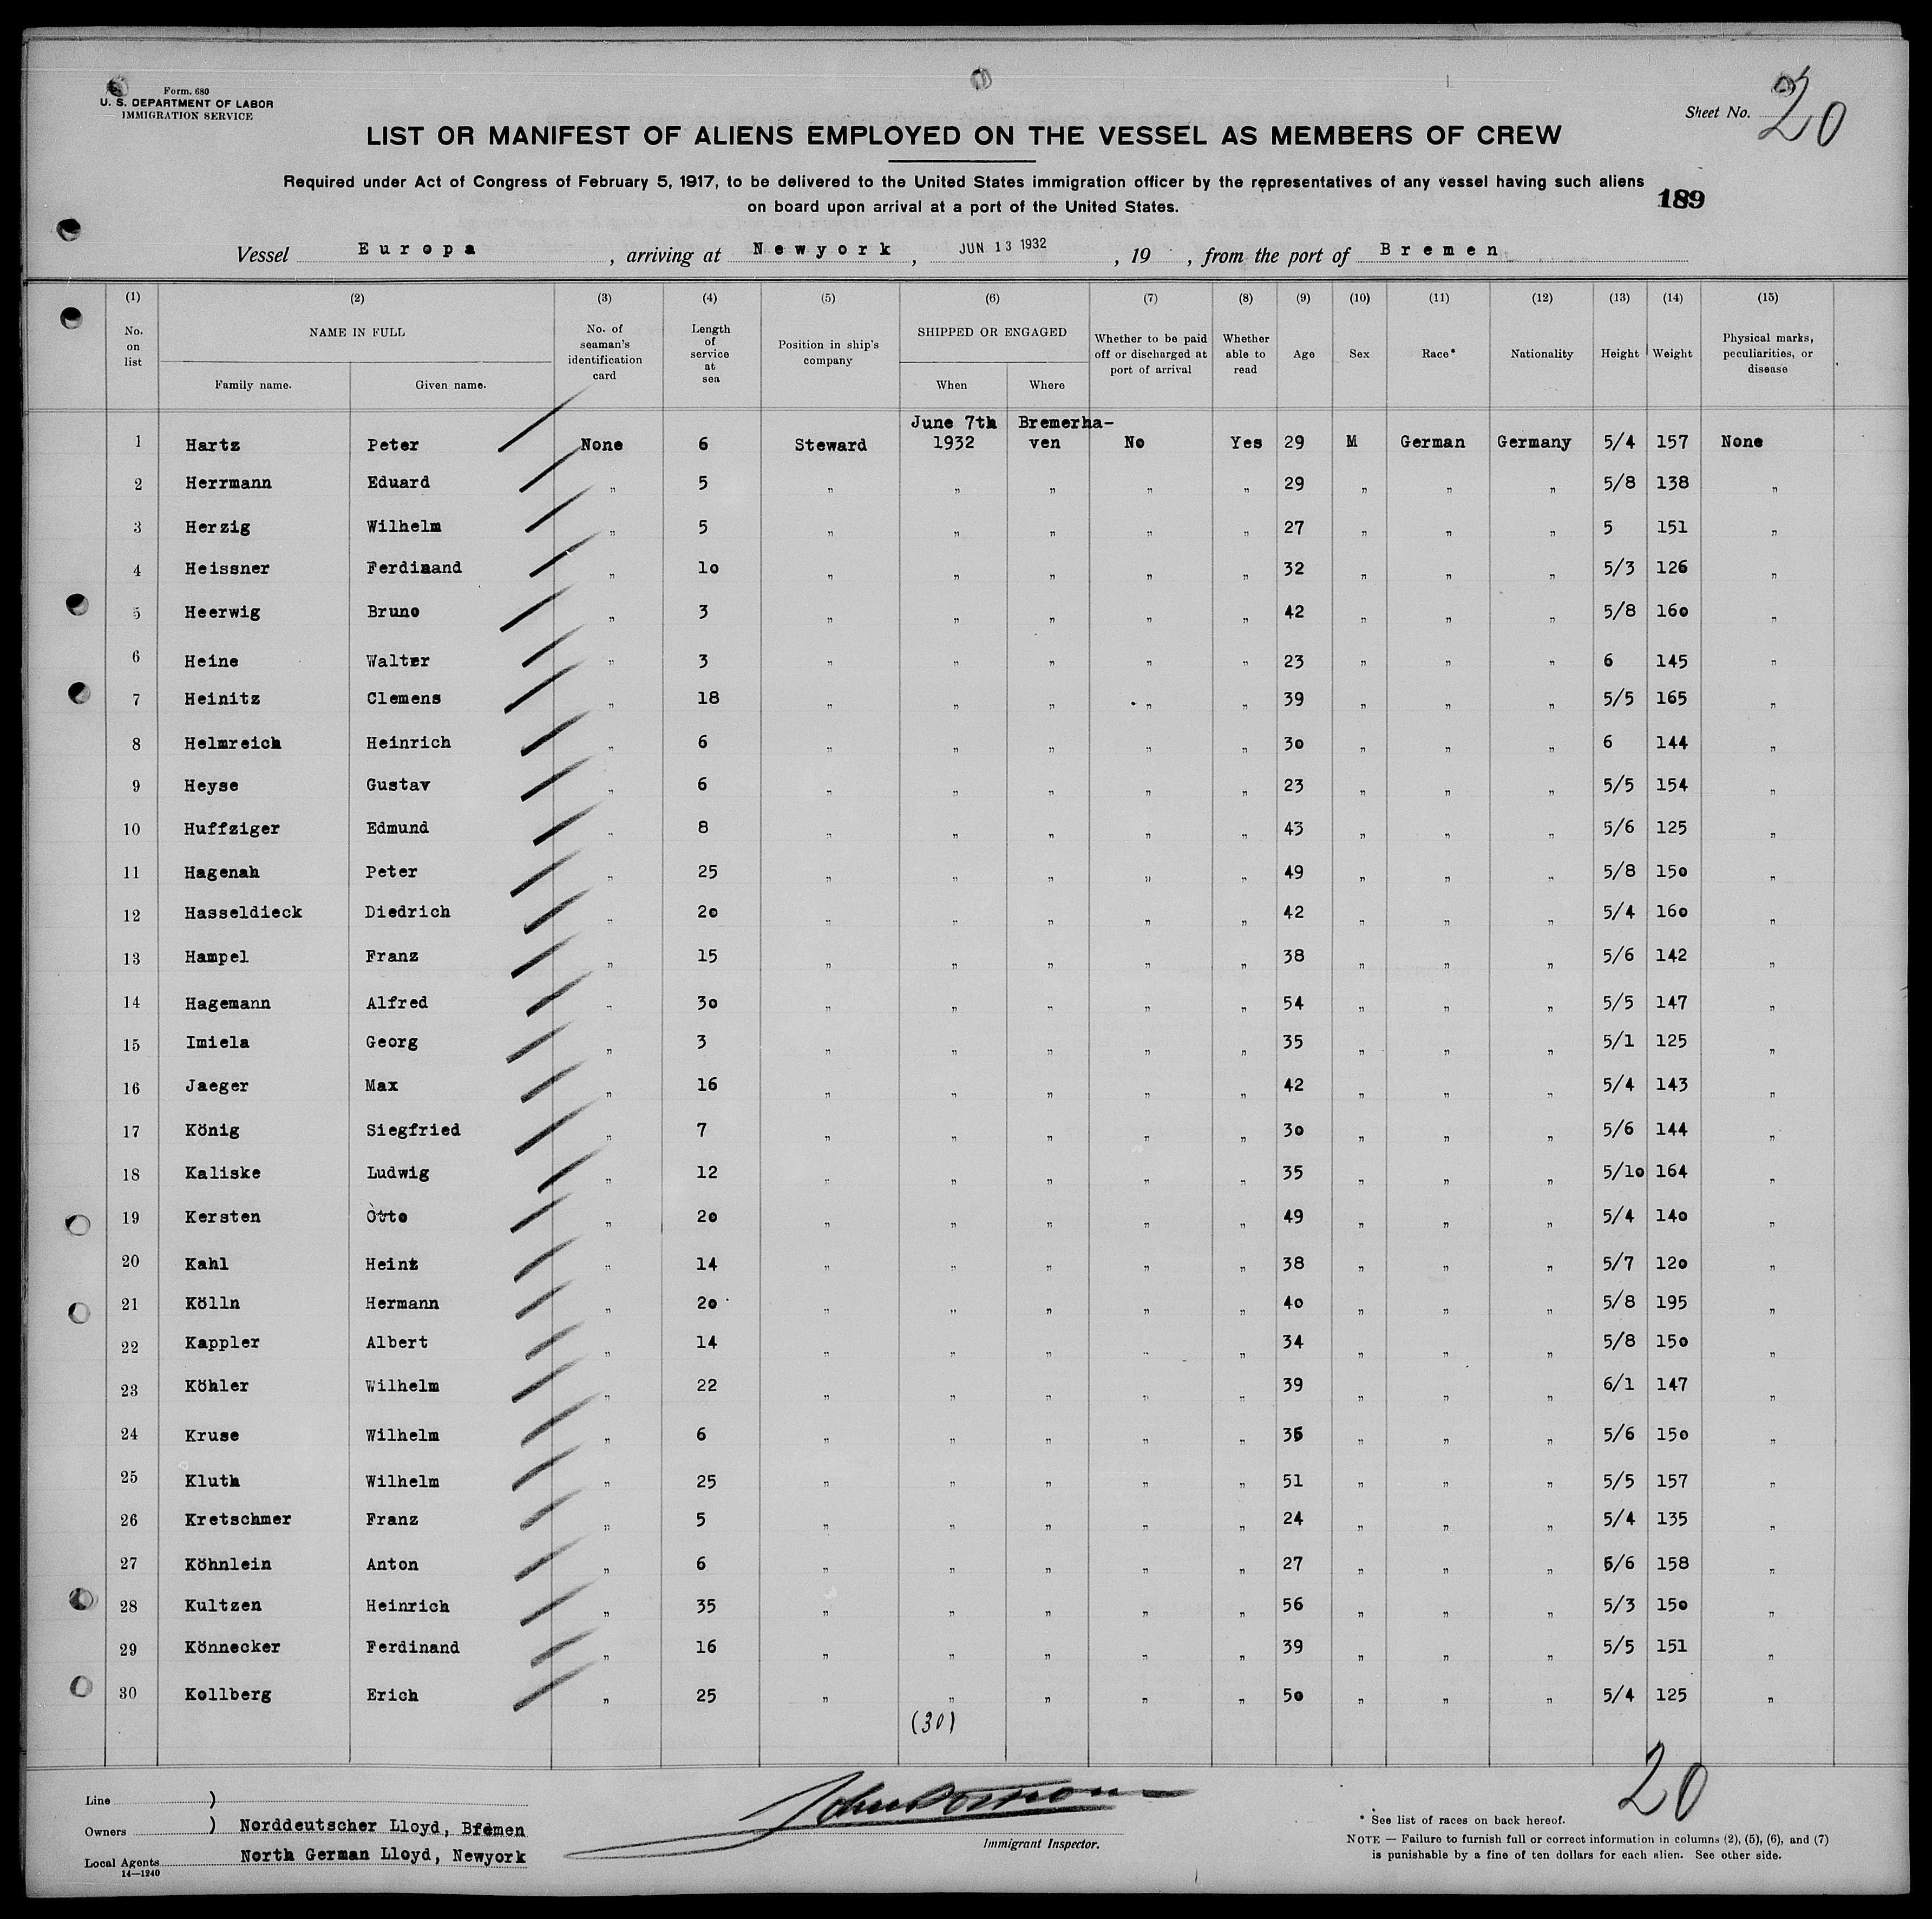 Form. 680
U. S. DEPARTMENT OF LABOR
IMMIGRATION SERVICE
Sheet No. 20
LIST OR MANIFEST OF ALIENS EMPLOYED ON THE VESSEL AS MEMBERS OF CREW
Required under Act of Congress of February 5, 1917, to be delivered to the United States immigration officer by the representatives of any vessel having such aliens
on board upon arrival at a port of the United States.
189
Vessel Europa , arriving at Newyork , JUN 13 1932 , 19 , from the port of Bremen
(1) (2) (3) (4) (5) (6) (7) (8) (9) (10) (11) (12) (13) (14) (15)
No. on list NAME IN FULL Family name. Given name. No. of seaman's identification card Length of service at sea Position in ship's company SHIPPED OR ENGAGED When Where Whether to be paid off or discharged at port of arrival Whether able to read Age Sex Race* Nationality Height Weight Physical marks, peculiarities, or disease
June 7th Bremerha-
1 Hartz Peter None 6 Steward 1932 ven No Yes 29 M German Germany 5/4 157 None
2 Herrmann Eduard " 5 " " " " " 29 " " " 5/8 138 "
3 Herzig Wilhelm " 5 " " " " " 27 " " " 5 151 "
4 Heissner Ferdinand " 10 " " " " " 32 " " " 5/3 126 "
5 Heerwig Bruno " 3 " " " " " 42 " " " 5/8 160 "
6 Heine Walter " 3 " " " " " 23 " " " 6 145 "
7 Heinitz Clemens " 18 " " " " " 39 " " " 5/5 165 "
8 Helmreich Heinrich " 6 " " " " " 30 " " " 6 144 "
9 Heyse Gustav " 6 " " " " " 23 " " " 5/5 154 "
10 Huffziger Edmund " 8 " " " " " 43 " " " 5/6 125 "
11 Hagenah Peter " 25 " " " " " 49 " " " 5/8 150 "
12 Hasseldieck Diedrich " 20 " " " " " 42 " " " 5/4 160 "
13 Hampel Franz " 15 " " " " " 38 " " " 5/6 142 "
14 Hagemann Alfred " 30 " " " " " 54 " " " 5/5 147 "
15 Imiela Georg " 3 " " " " " 35 " " " 5/1 125 "
16 Jaeger Max " 16 " " " " " 42 " " " 5/4 143 "
17 König Siegfried " 7 " " " " " 30 " " " 5/6 144 "
18 Kaliske Ludwig " 12 " " " " " 35 " " " 5/10 164 "
19 Kersten Otto " 20 " " " " " 49 " " " 5/4 140 "
20 Kahl Heinz " 14 " " " " " 38 " " " 5/7 120 "
21 Kölln Hermann " 20 " " " " " 40 " " " 5/8 195 "
22 Kappler Albert " 14 " " " " " 34 " " " 5/8 150 "
23 Köhler Wilhelm " 22 " " " " " 39 " " " 6/1 147 "
24 Kruse Wilhelm " 6 " " " " " " " " 5/6 150 "
25 Kluth Wilhelm " 25 " " " " " 51 " " " 5/5 157 "
26 Kretschmer Franz " 5 " " " " " 24 " " " 5/4 135 "
27 Köhnlein Anton " 6 " " " " " 27 " " " 158 "
28 Kultzen Heinrich " 35 " " " " " 56 " " " 5/3 150 "
29 Könnecker Ferdinand " 16 " " " " " 39 " " " 5/5 151 "
30 Kollberg Erich " 25 " " " " " 50 " " " 5/4 125 "
(30)
20
Line )
Owners ) Norddeutscher Lloyd, Bremen
Local Agents North German Lloyd, Newyork
14—1240
Immigrant Inspector.
* See list of races on back hereof.
NOTE — Failure to furnish full or correct information in columns (2), (5), (6), and (7)
is punishable by a fine of ten dollars for each alien. See other side.